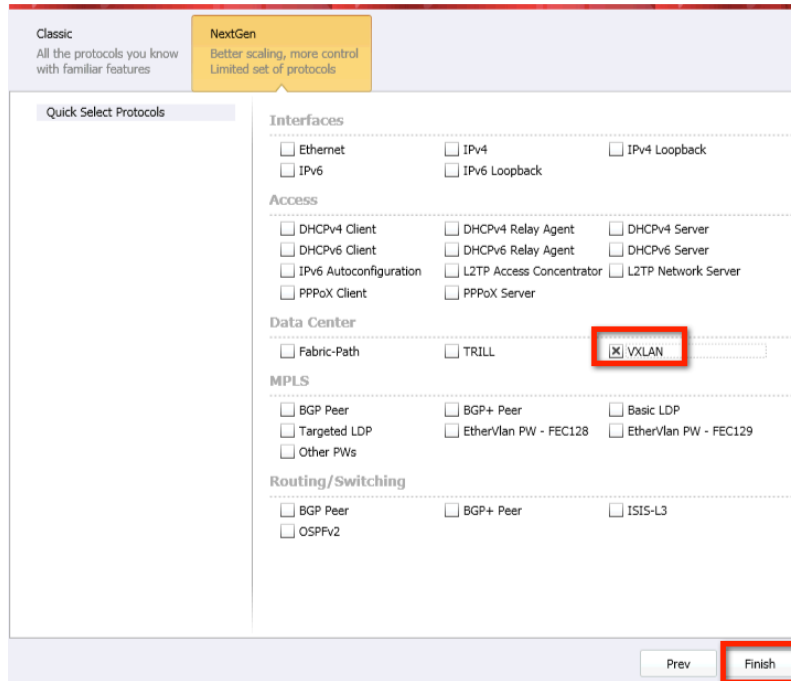 Classic
All the protocols you know
with familiar features
NextGen
Better scaling, more control
Limited set of protocols
Quick Select Protocols
Interfaces
Ethernet IPv4 IPv4 Loopback
IPv6 IPv6 Loopback
Access
DHCPv4 Client DHCPv4 Relay Agent DHCPv4 Server
DHCPv6 Client DHCPv6 Relay Agent DHCPv6 Server
IPv6 Autoconfiguration L2TP Access Concentrator L2TP Network Server
PPPoX Client PPPoX Server
Data Center
Fabric-Path TRILL VXLAN
MPLS
BGP Peer BGP+ Peer Basic LDP
Targeted LDP EtherVlan PW - FEC128 EtherVlan PW - FEC129
Other PWs
Routing/Switching
BGP Peer BGP+ Peer ISIS-L3
OSPFv2
Prev Finish